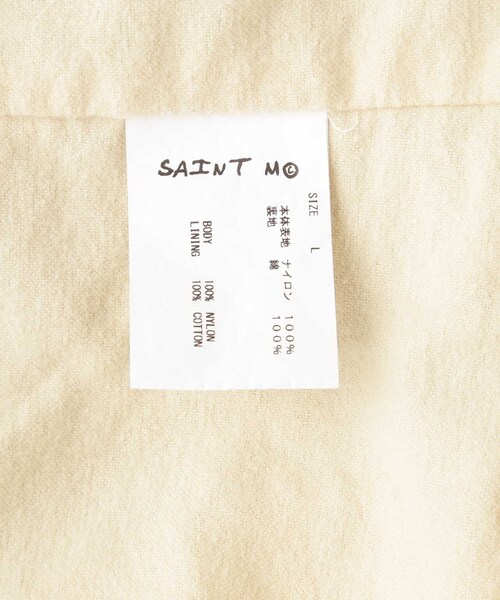 SAINT M©
SIZE L
本体表地 ナイロン 100%
裏地 綿 100%
BODY 100% NYLON
LINING 100% COTTON